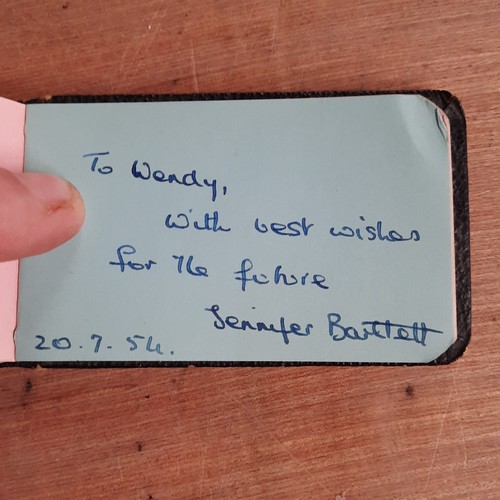 To Wendy,
With best wishes
for the future
Jennifer Bartlett
20.7.54.